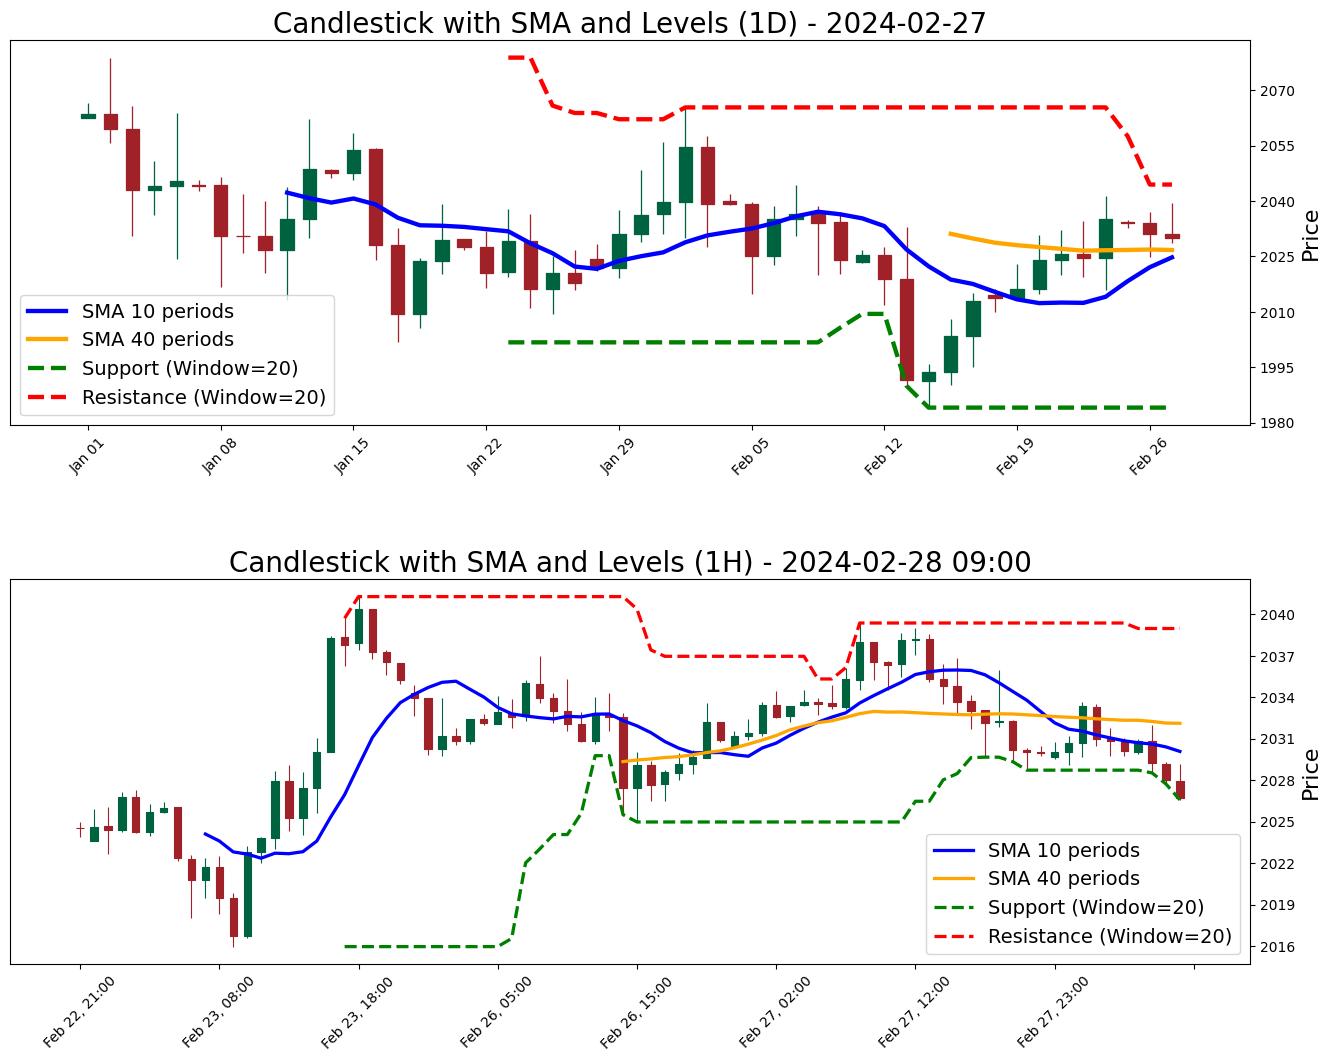 Candlestick with SMA and Levels (1D) - 2024-02-27
2070
2055
2040
2025
2010
1995
1980
Price
SMA 10 periods
SMA 40 periods
Support (Window=20)
Resistance (Window=20)
Jan 01
Jan 08
Jan 15
Jan 22
Jan 29
Feb 05
Feb 12
Feb 19
Feb 26
Candlestick with SMA and Levels (1H) - 2024-02-28 09:00
2040
2037
2034
2031
2028
2025
2022
2019
2016
Price
SMA 10 periods
SMA 40 periods
Support (Window=20)
Resistance (Window=20)
Feb 22, 21:00
Feb 23, 08:00
Feb 23, 18:00
Feb 26, 05:00
Feb 26, 15:00
Feb 27, 02:00
Feb 27, 12:00
Feb 27, 23:00